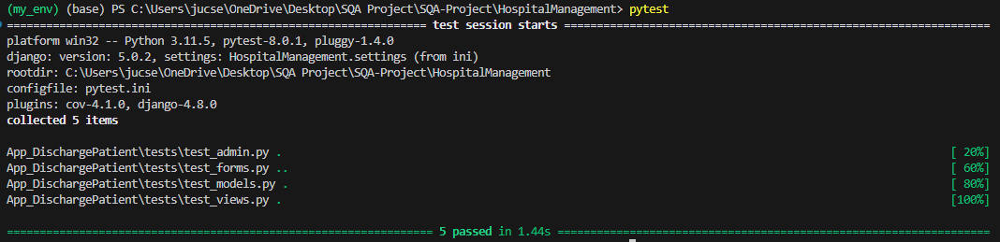 (my_env) (base) PS C:\Users\jucse\OneDrive\Desktop\SQA Project\SQA-Project\HospitalManagement> pytest
============================= test session starts =============================
platform win32 -- Python 3.11.5, pytest-8.0.1, pluggy-1.4.0
django: version: 5.0.2, settings: HospitalManagement.settings (from ini)
rootdir: C:\Users\jucse\OneDrive\Desktop\SQA Project\SQA-Project\HospitalManagement
configfile: pytest.ini
plugins: cov-4.1.0, django-4.8.0
collected 5 items
App_DischargePatient\tests\test_admin.py . [ 20%]
App_DischargePatient\tests\test_forms.py .. [ 60%]
App_DischargePatient\tests\test_models.py . [ 80%]
App_DischargePatient\tests\test_views.py . [100%]
============================= 5 passed in 1.44s =============================